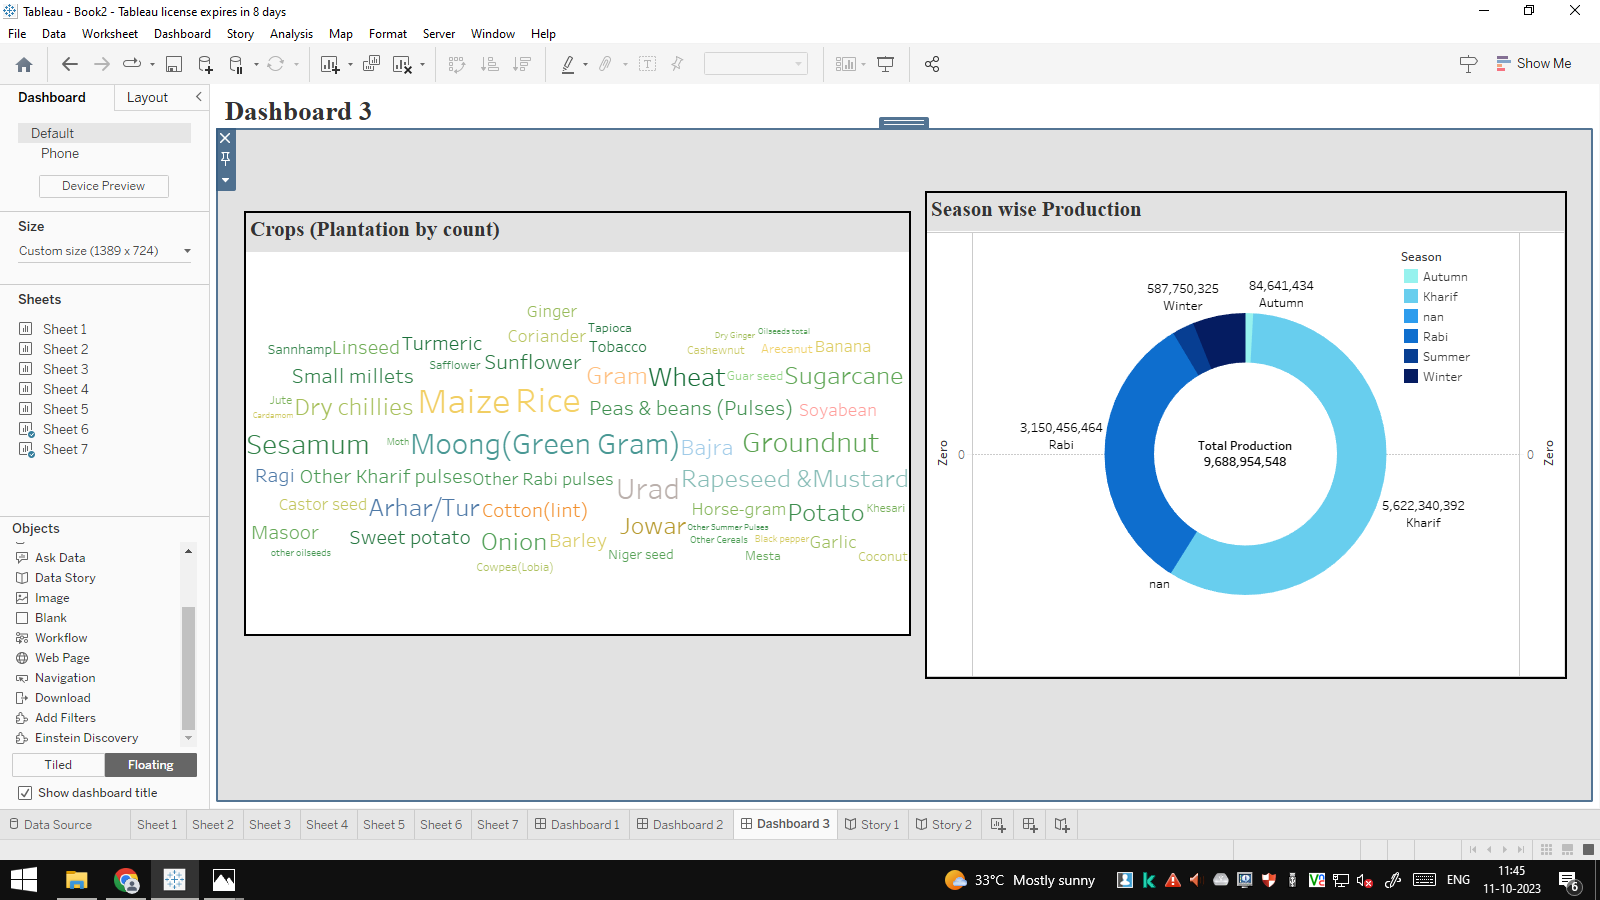 Tableau - Book2 - Tableau license expires in 8 days
File Data Worksheet Dashboard Story Analysis Map Format Server Window Help
Show Me
Dashboard Layout
Default
Phone
Device Preview
Size
Custom size (1389 x 724)
Sheets
Sheet 1
Sheet 2
Sheet 3
Sheet 4
Sheet 5
Sheet 6
Sheet 7
Objects
Ask Data
Data Story
Image
Blank
Workflow
Web Page
Navigation
Download
Add Filters
Einstein Discovery
Tiled Floating
Show dashboard title
Dashboard 3
Crops (Plantation by count)
Ginger
Coriander Tapioca
Dry Ginger Oilseeds total
Sannhamp Linseed Turmeric Tobacco Cashewnut Arecanut Banana
Safflower Sunflower
Small millets Gram Wheat Guar seed Sugarcane
Jute Dry chillies Maize Rice Peas & beans (Pulses) Soyabean
Cardamom
Sesamum Moth Moong(Green Gram) Bajra Groundnut
Ragi Other Kharif pulses Other Rabi pulses Urad Rapeseed &Mustard
Castor seed Arhar/Tur Cotton(lint) Horse-gram Potato Khesari
Masoor Sweet potato Onion Barley Jowar Other Summer Pulses
Other Cereals Black pepper Garlic
other oilseeds Niger seed Mesta Coconut
Cowpea(Lobia)
Season wise Production
Season
Autumn
Kharif
nan
Rabi
Summer
Winter
587,750,325
Winter
84,641,434
Autumn
3,150,456,464
Rabi
Total Production
9,688,954,548
5,622,340,392
Kharif
nan
Zero 0
0 Zero
Data Source Sheet 1 Sheet 2 Sheet 3 Sheet 4 Sheet 5 Sheet 6 Sheet 7 Dashboard 1 Dashboard 2 Dashboard 3 Story 1 Story 2
33°C Mostly sunny
ENG
11:45
11-10-2023
6